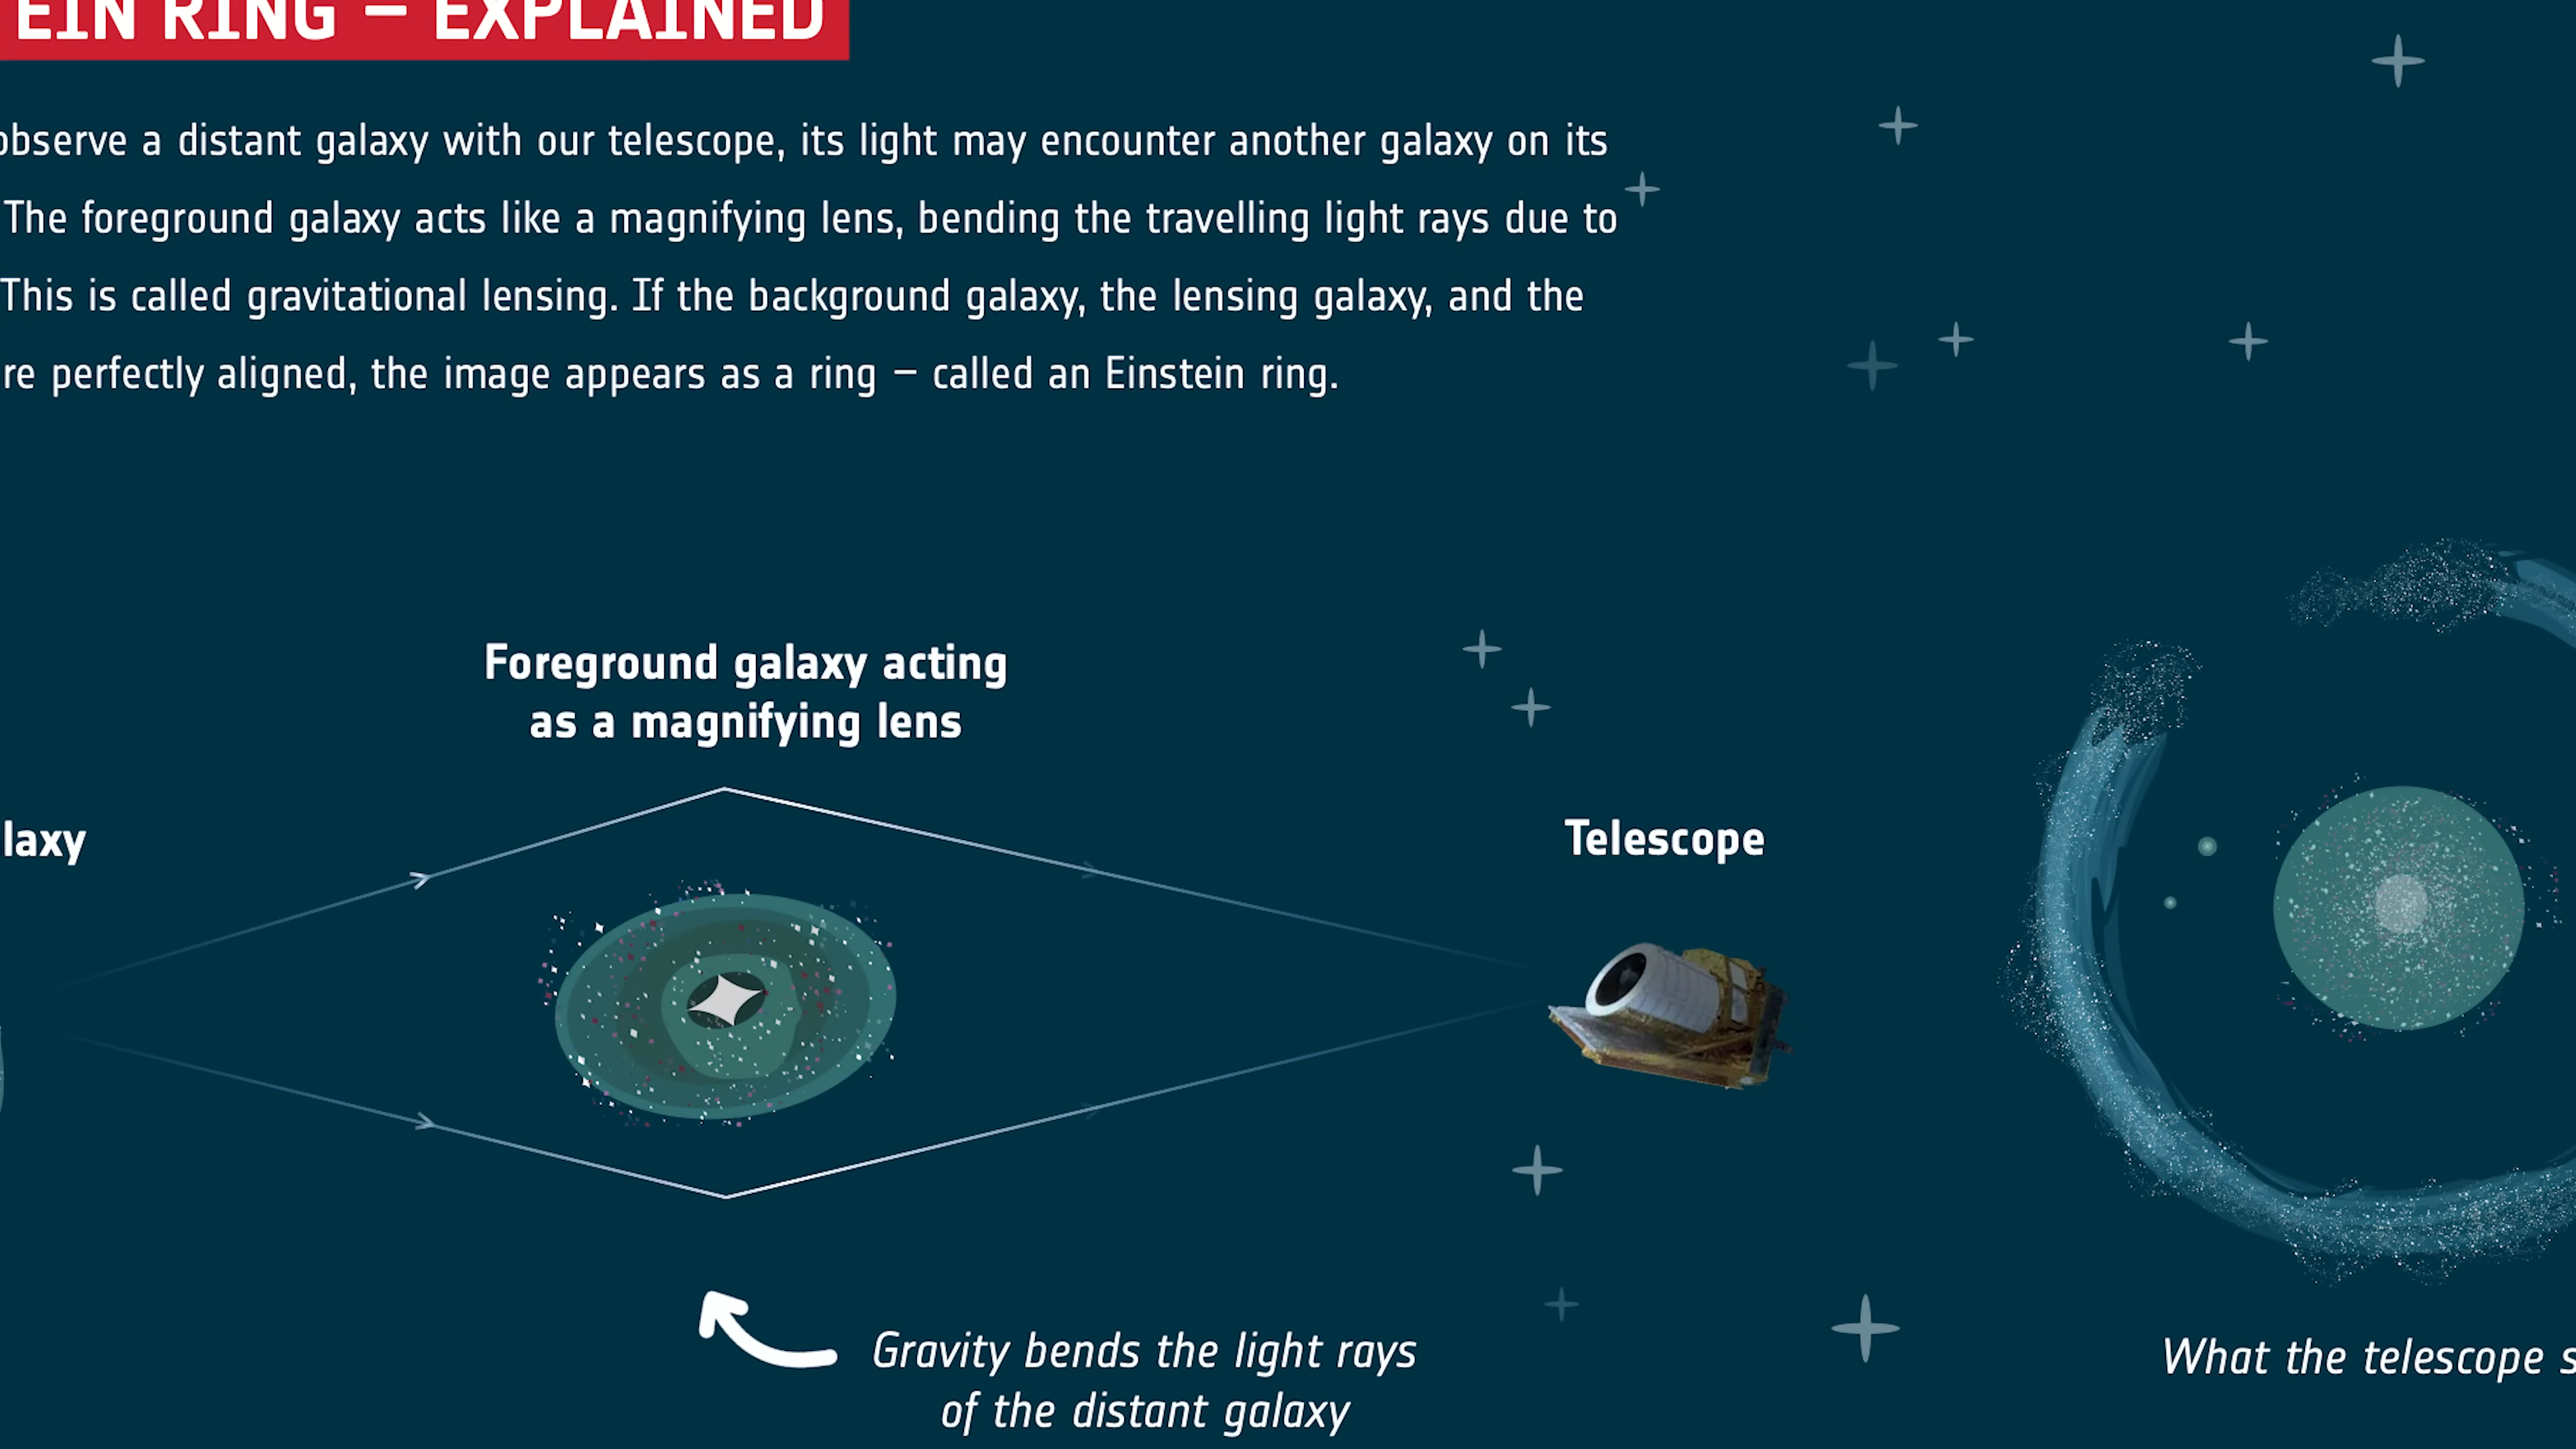 EIN RING – EXPLAINED
observe a distant galaxy with our telescope, its light may encounter another galaxy on its
The foreground galaxy acts like a magnifying lens, bending the travelling light rays due to
This is called gravitational lensing. If the background galaxy, the lensing galaxy, and the
re perfectly aligned, the image appears as a ring – called an Einstein ring.
Foreground galaxy acting
as a magnifying lens
laxy
Telescope
Gravity bends the light rays
of the distant galaxy
What the telescope s